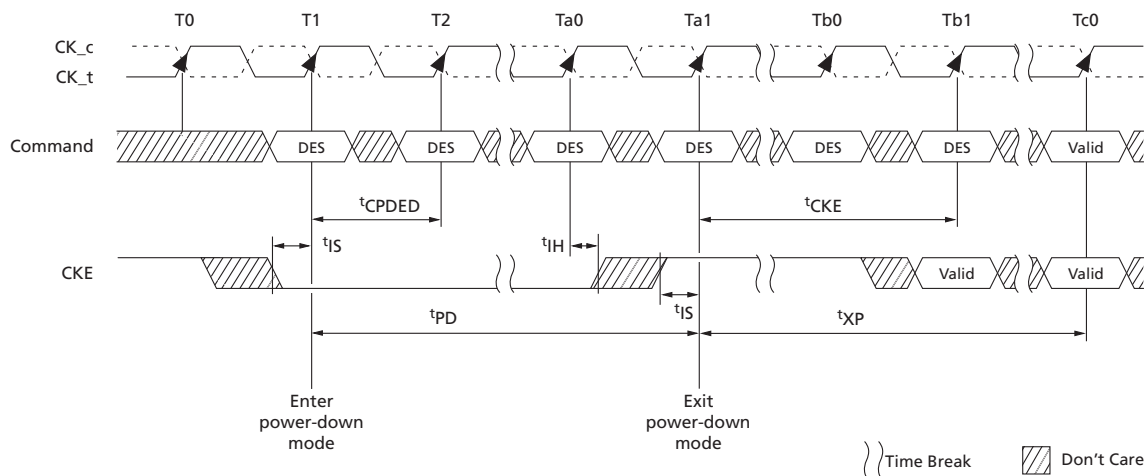 T0 T1 T2 Ta0 Ta1 Tb0 Tb1 Tc0
CK_c
CK_t
Command DES DES DES DES DES DES Valid
tCPDED tCKE
tIS tIH
CKE Valid Valid
tIS
tPD tXP
Enter
power-down
mode
Exit
power-down
mode
Time Break Don't Care